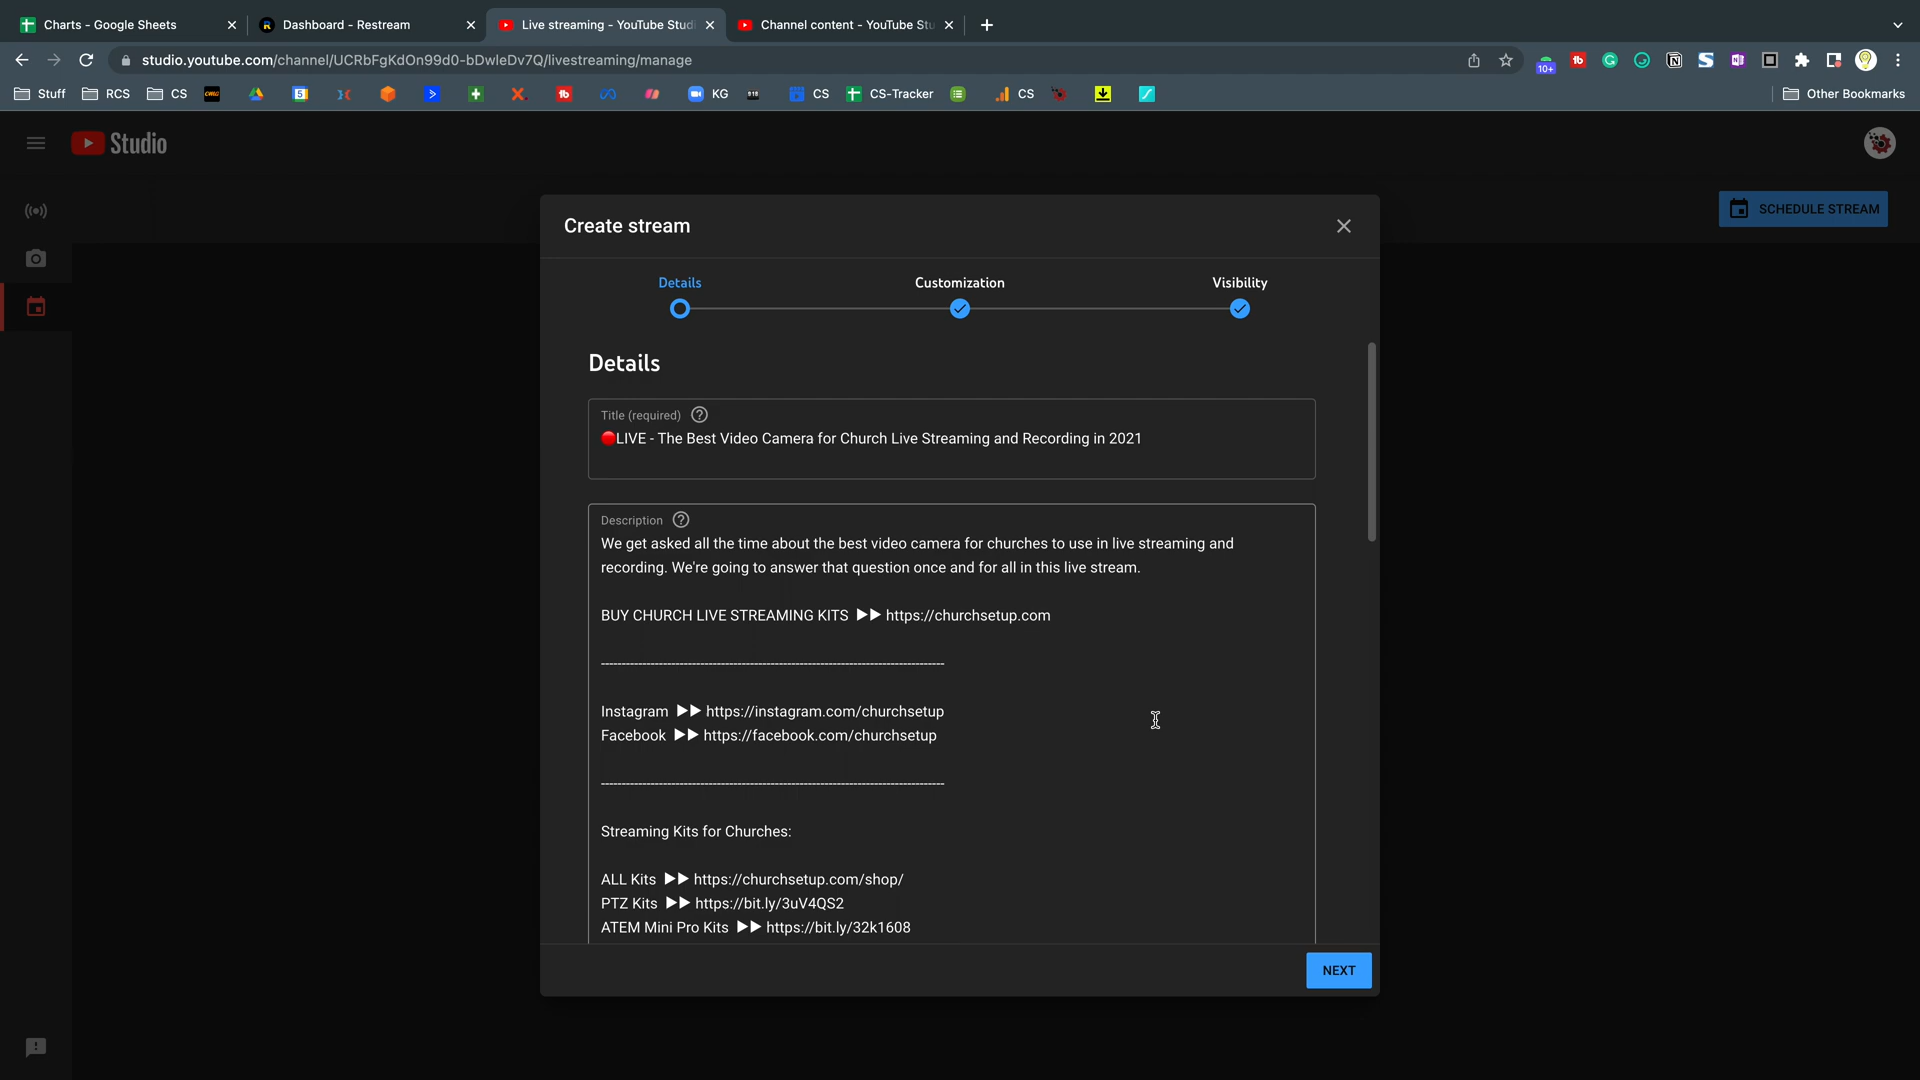 Charts - Google Sheets
Dashboard - Restream
Live streaming - YouTube Studi
Channel content - YouTube Stu
studio.youtube.com/channel/UCRbFgKdOn99d0-bDwleDv7Q/livestreaming/manage
10+
Stuff
RCS
CS
KG
CS
CS-Tracker
CS
Other Bookmarks
Studio
SCHEDULE STREAM
Create stream
Details
Customization
Visibility
Details
Title (required)
🔴LIVE - The Best Video Camera for Church Live Streaming and Recording in 2021
Description
We get asked all the time about the best video camera for churches to use in live streaming and
recording. We're going to answer that question once and for all in this live stream.
BUY CHURCH LIVE STREAMING KITS ▶▶ https://churchsetup.com
-----------------------------------------------------------------------------------
Instagram ▶▶ https://instagram.com/churchsetup
Facebook ▶▶ https://facebook.com/churchsetup
-----------------------------------------------------------------------------------
Streaming Kits for Churches:
ALL Kits ▶▶ https://churchsetup.com/shop/
PTZ Kits ▶▶ https://bit.ly/3uV4QS2
ATEM Mini Pro Kits ▶▶ https://bit.ly/32k1608
NEXT